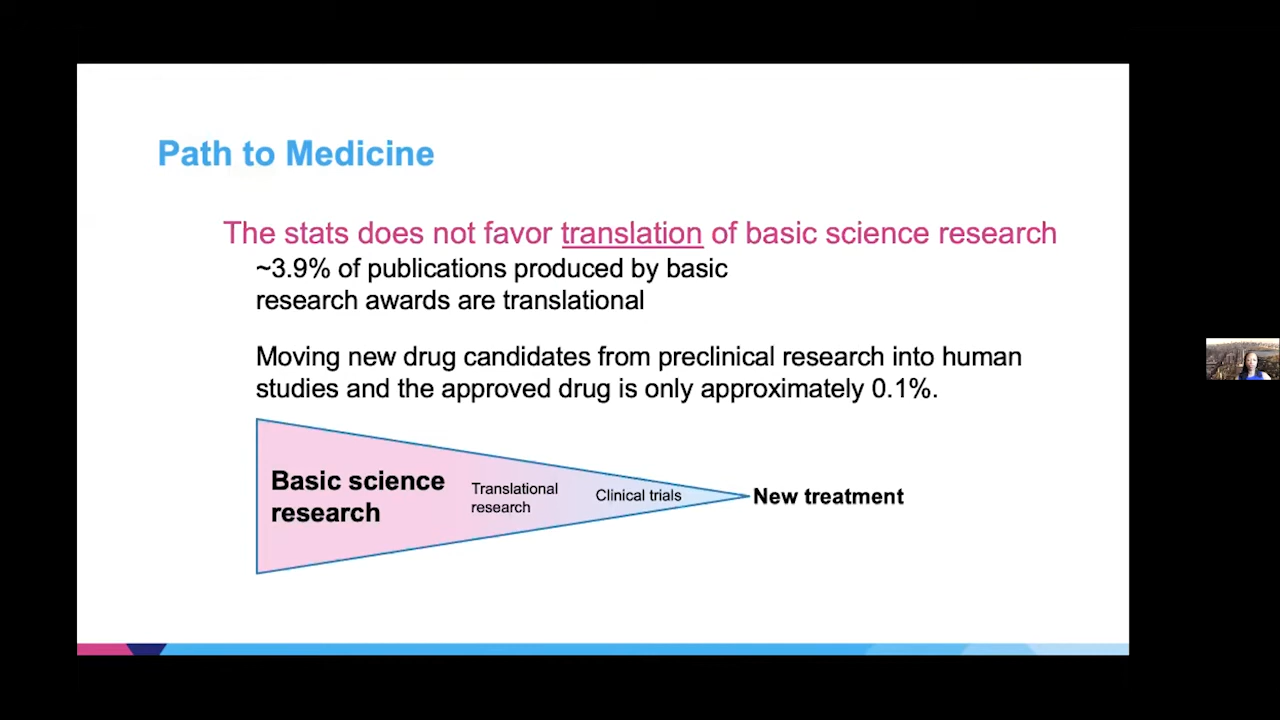 Path to Medicine
The stats does not favor translation of basic science research
~3.9% of publications produced by basic
research awards are translational
Moving new drug candidates from preclinical research into human
studies and the approved drug is only approximately 0.1%.
Basic science
research
Translational
research
Clinical trials
New treatment